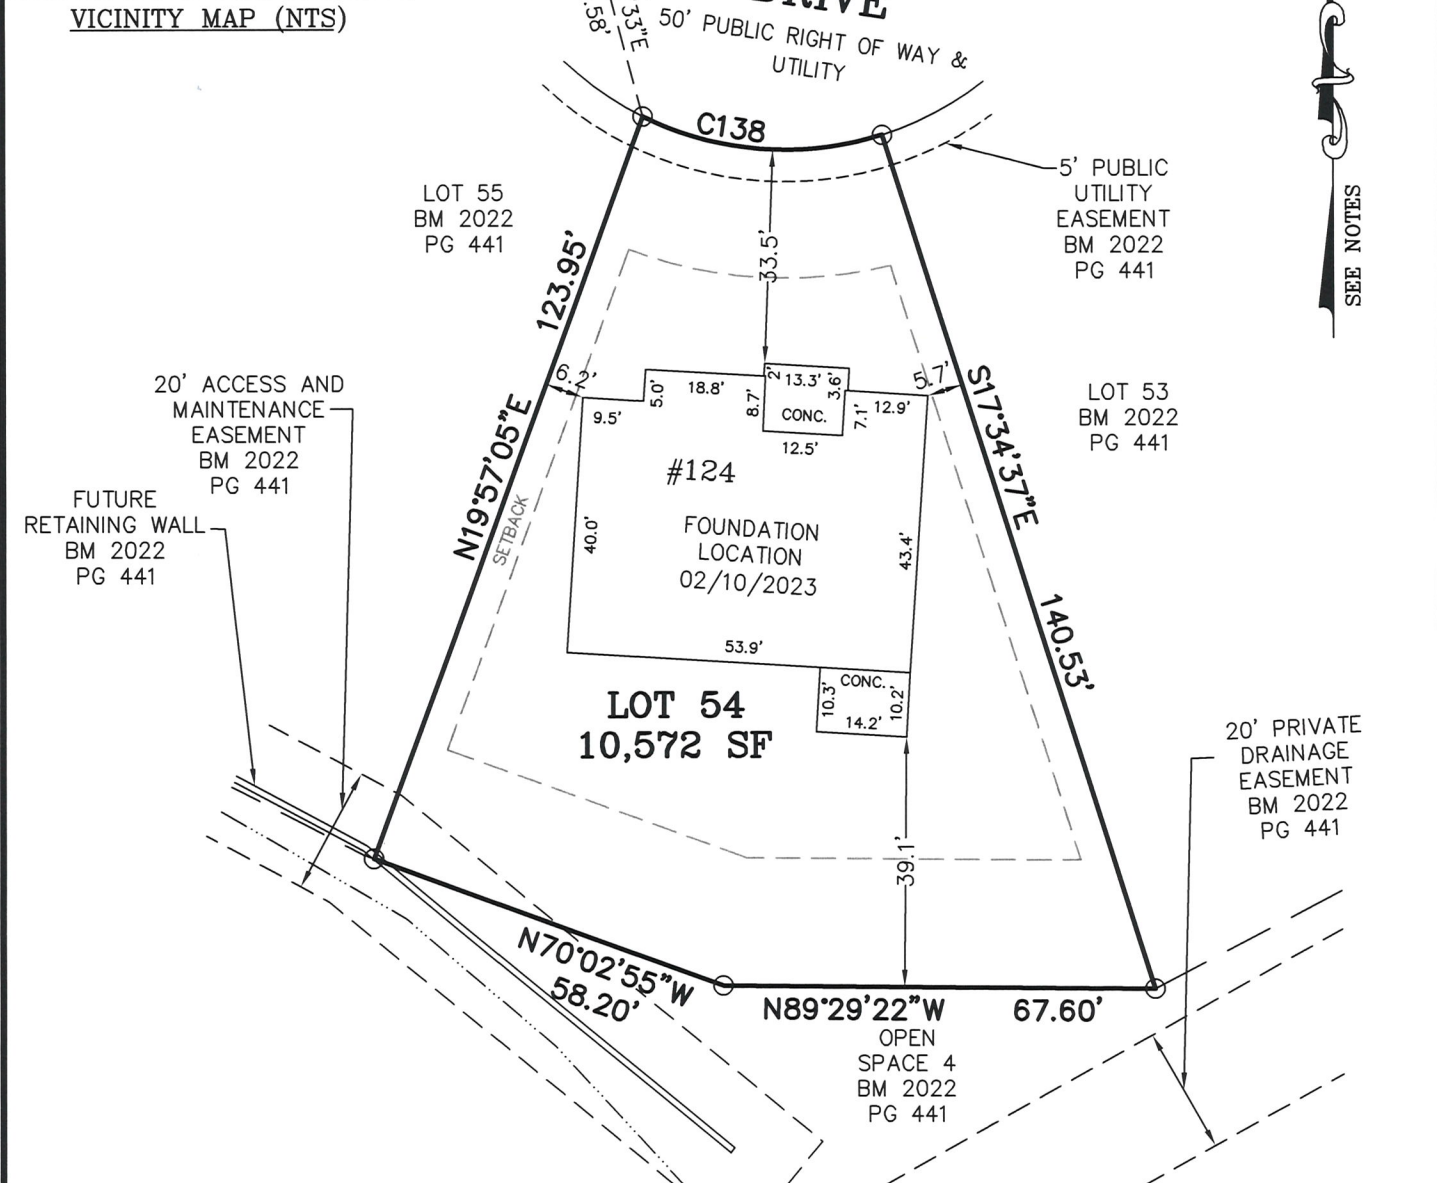 VICINITY MAP (NTS)
DRIVE
33"E
.58'
50' PUBLIC RIGHT OF WAY &
UTILITY
C138
5' PUBLIC
UTILITY
EASEMENT
BM 2022
PG 441
SEE NOTES
LOT 55
BM 2022
PG 441
123.95'
N19°57'05"E
33.5'
6.2'
5.7'
20' ACCESS AND
MAINTENANCE
EASEMENT
BM 2022
PG 441
9.5'
5.0'
18.8'
2'
13.3'
3.6'
8.7'
CONC.
7.1'
12.9'
12.5'
S17°34'37"E
140.53'
LOT 53
BM 2022
PG 441
#124
FUTURE
RETAINING WALL
BM 2022
PG 441
SETBACK
40.0'
FOUNDATION
LOCATION
02/10/2023
43.4'
53.9'
CONC.
10.3'
10.2'
14.2'
LOT 54
10,572 SF
20' PRIVATE
DRAINAGE
EASEMENT
BM 2022
PG 441
39.1'
N70°02'55"W
58.20'
N89°29'22"W
67.60'
OPEN
SPACE 4
BM 2022
PG 441